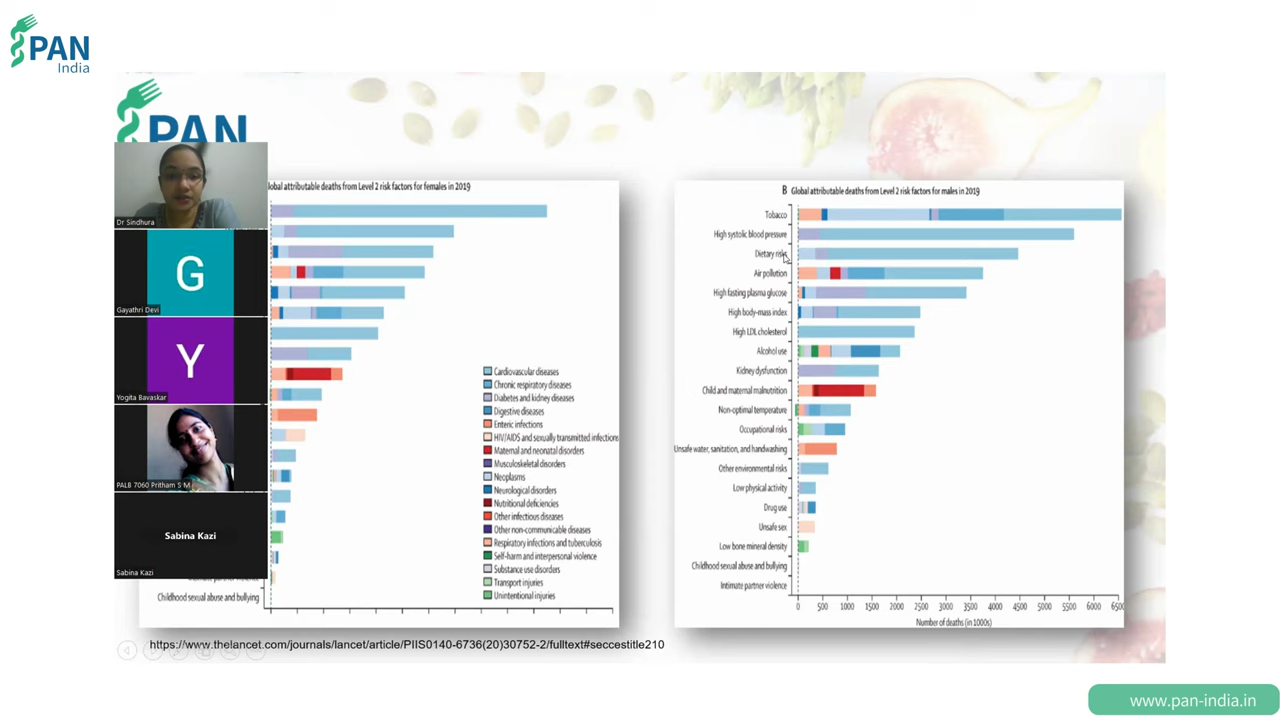 PAN
India
PAN
Dr Sindhura
G
Gayathri Devi
Y
Yogita Bavaskar
PALB 7060 Pritham S M
Sabina Kazi
Sabina Kazi
lobal attributable deaths from Level 2 risk factors for females in 2019
Cardiovascular diseases
Chronic respiratory diseases
Diabetes and kidney diseases
Digestive diseases
Enteric infections
HIV/AIDS and sexually transmitted infections
Maternal and neonatal disorders
Musculoskeletal disorders
Neoplasms
Neurological disorders
Nutritional deficiencies
Other infectious diseases
Other non-communicable diseases
Respiratory infections and tuberculosis
Self-harm and interpersonal violence
Substance use disorders
Transport injuries
Unintentional injuries
Childhood sexual abuse and bullying
B Global attributable deaths from Level 2 risk factors for males in 2019
Tobacco
High systolic blood pressure
Dietary risks
Air pollution
High fasting plasma glucose
High body-mass index
High LDL cholesterol
Alcohol use
Kidney dysfunction
Child and maternal malnutrition
Non-optimal temperature
Occupational risks
Unsafe water, sanitation, and handwashing
Other environmental risks
Low physical activity
Drug use
Unsafe sex
Low bone mineral density
Childhood sexual abuse and bullying
Intimate partner violence
0 500 1000 1500 2000 2500 3000 3500 4000 4500 5000 5500 6000 650
Number of deaths (in 1000s)
https://www.thelancet.com/journals/lancet/article/PIIS0140-6736(20)30752-2/fulltext#seccestitle210
www.pan-india.in